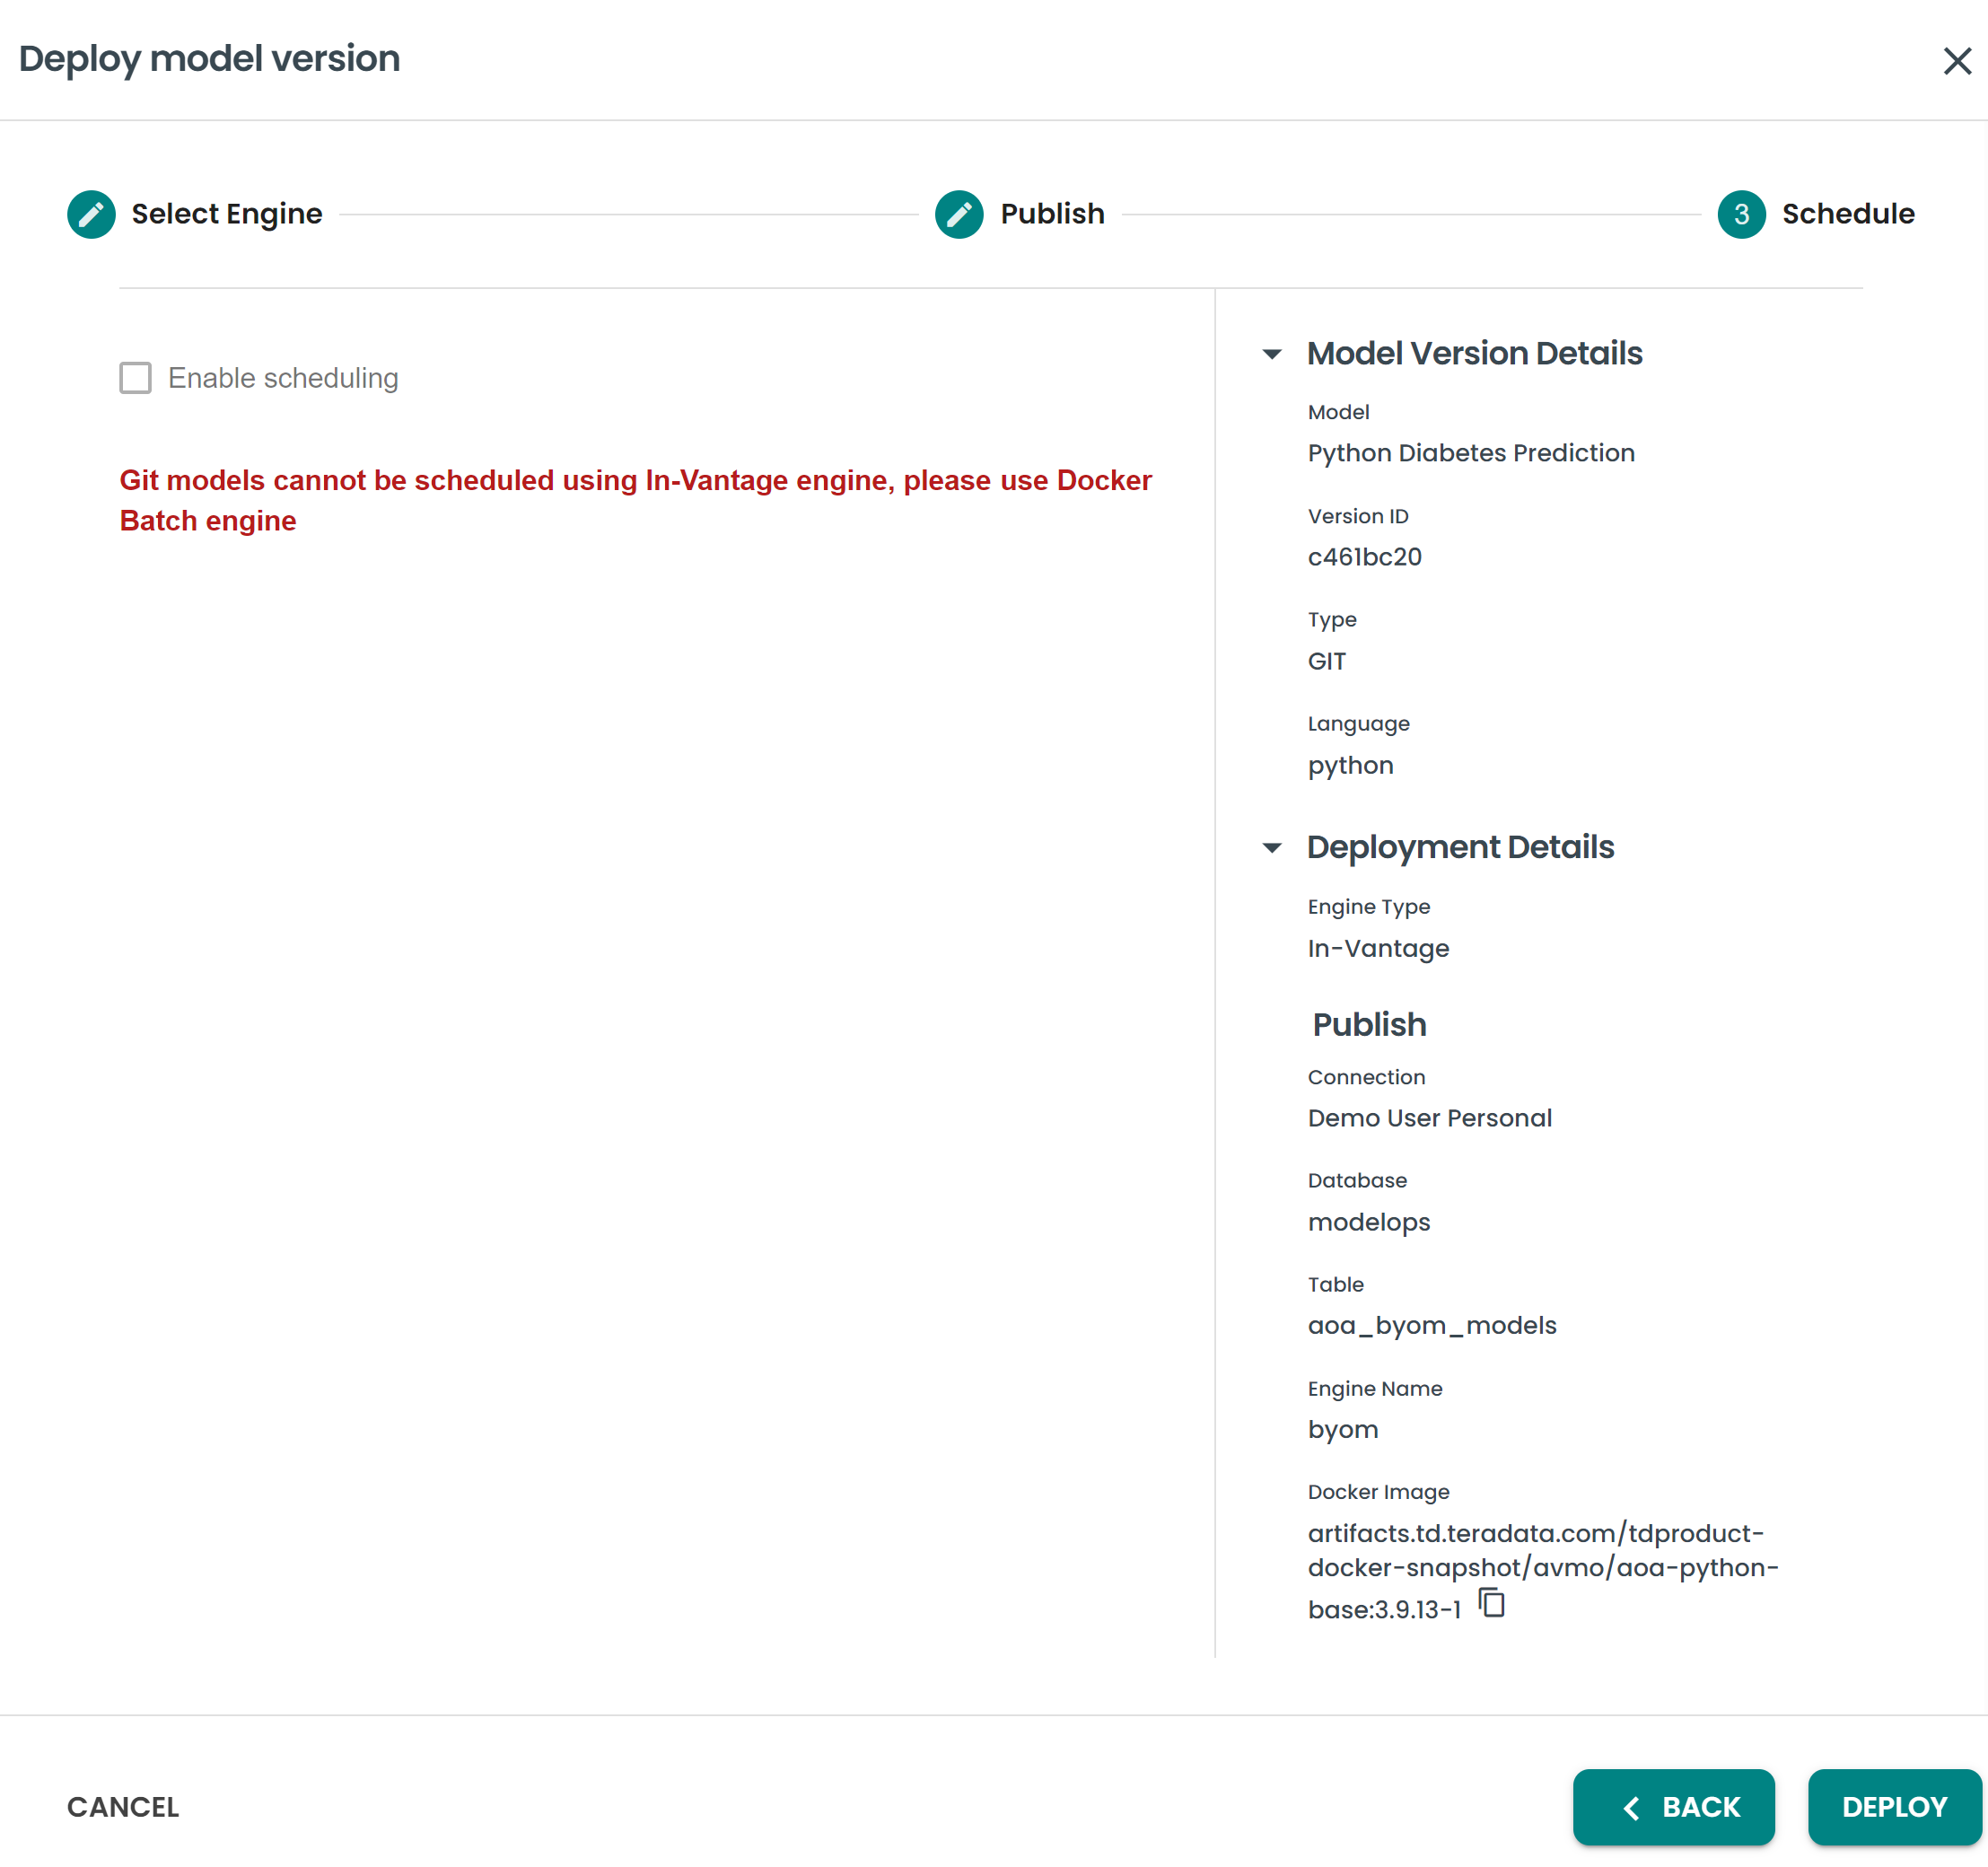 Deploy model version
Select Engine
Publish
3 Schedule
Enable scheduling
Git models cannot be scheduled using In-Vantage engine, please use Docker
Batch engine
Model Version Details
Model
Python Diabetes Prediction
Version ID
c461bc20
Type
GIT
Language
python
Deployment Details
Engine Type
In-Vantage
Publish
Connection
Demo User Personal
Database
modelops
Table
aoa_byom_models
Engine Name
byom
Docker Image
artifacts.td.teradata.com/tdproduct-
docker-snapshot/avmo/aoa-python-
base:3.9.13-1
CANCEL
BACK
DEPLOY